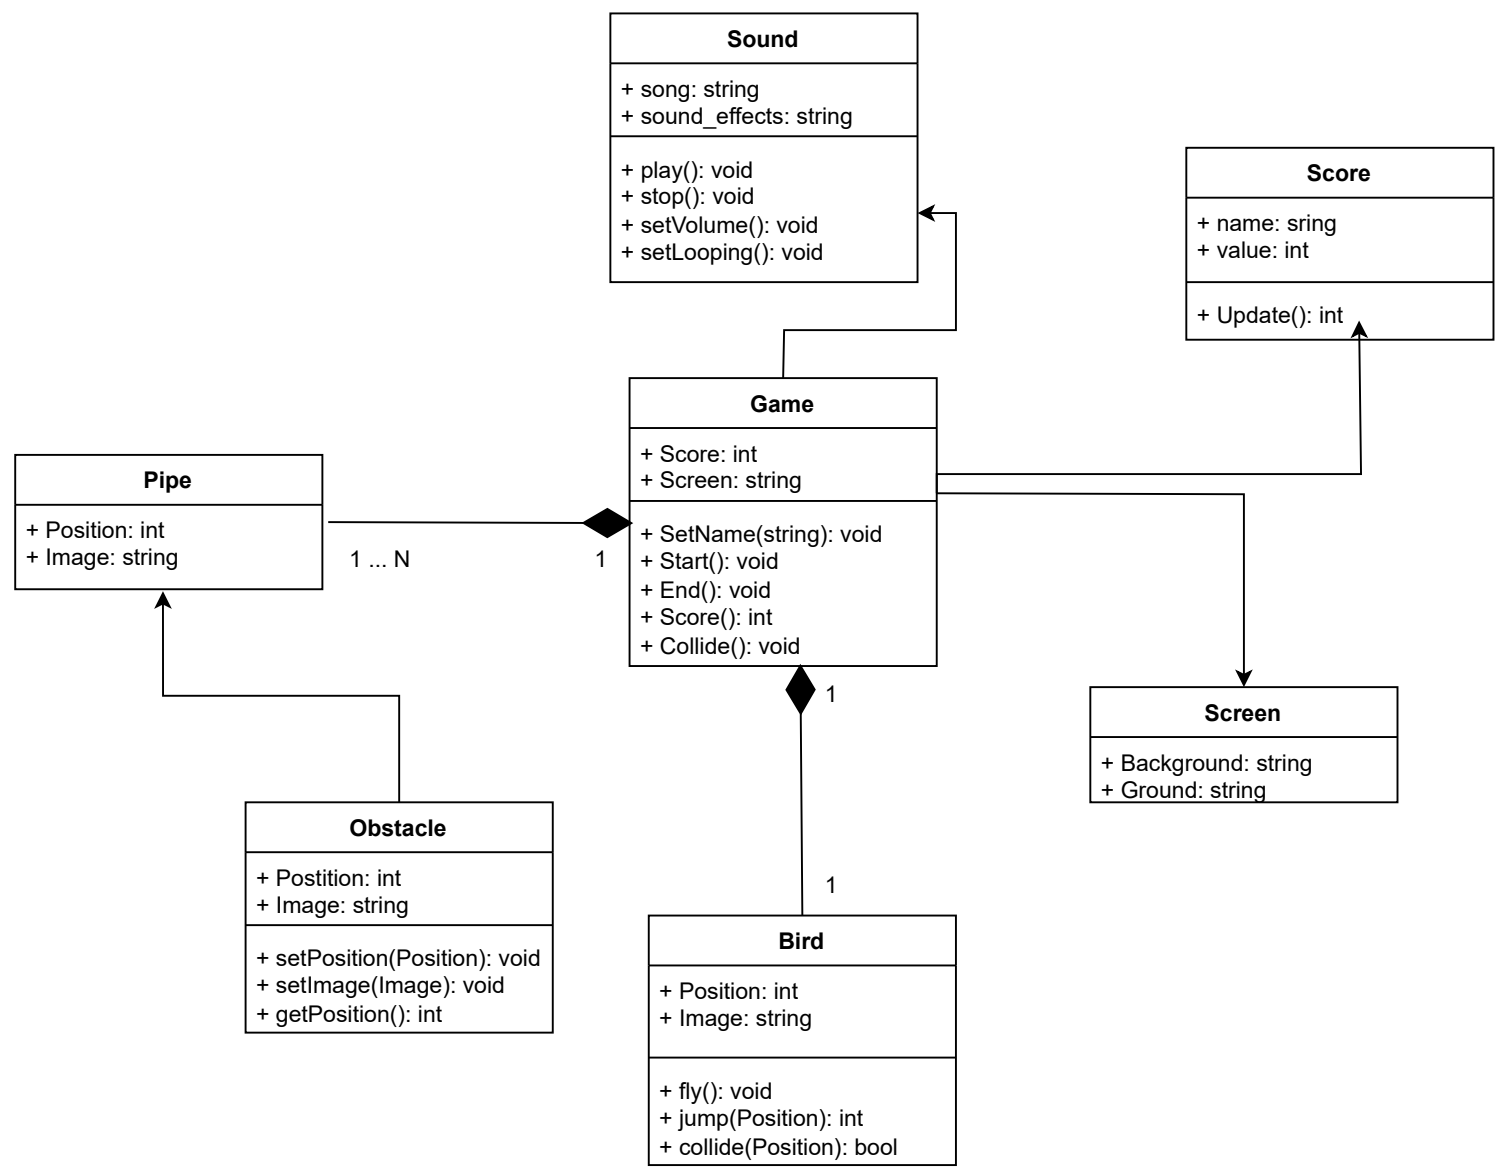 Sound
+ song: string
+ sound_effects: string
+ play(): void
+ stop(): void
+ setVolume(): void
+ setLooping(): void
Score
+ name: sring
+ value: int
+ Update(): int
Game
+ Score: int
+ Screen: string
+ SetName(string): void
+ Start(): void
+ End(): void
+ Score(): int
+ Collide(): void
Pipe
+ Position: int
+ Image: string
1 ... N
1
1
Screen
+ Background: string
+ Ground: string
Obstacle
+ Postition: int
+ Image: string
+ setPosition(Position): void
+ setImage(Image): void
+ getPosition(): int
1
Bird
+ Position: int
+ Image: string
+ fly(): void
+ jump(Position): int
+ collide(Position): bool